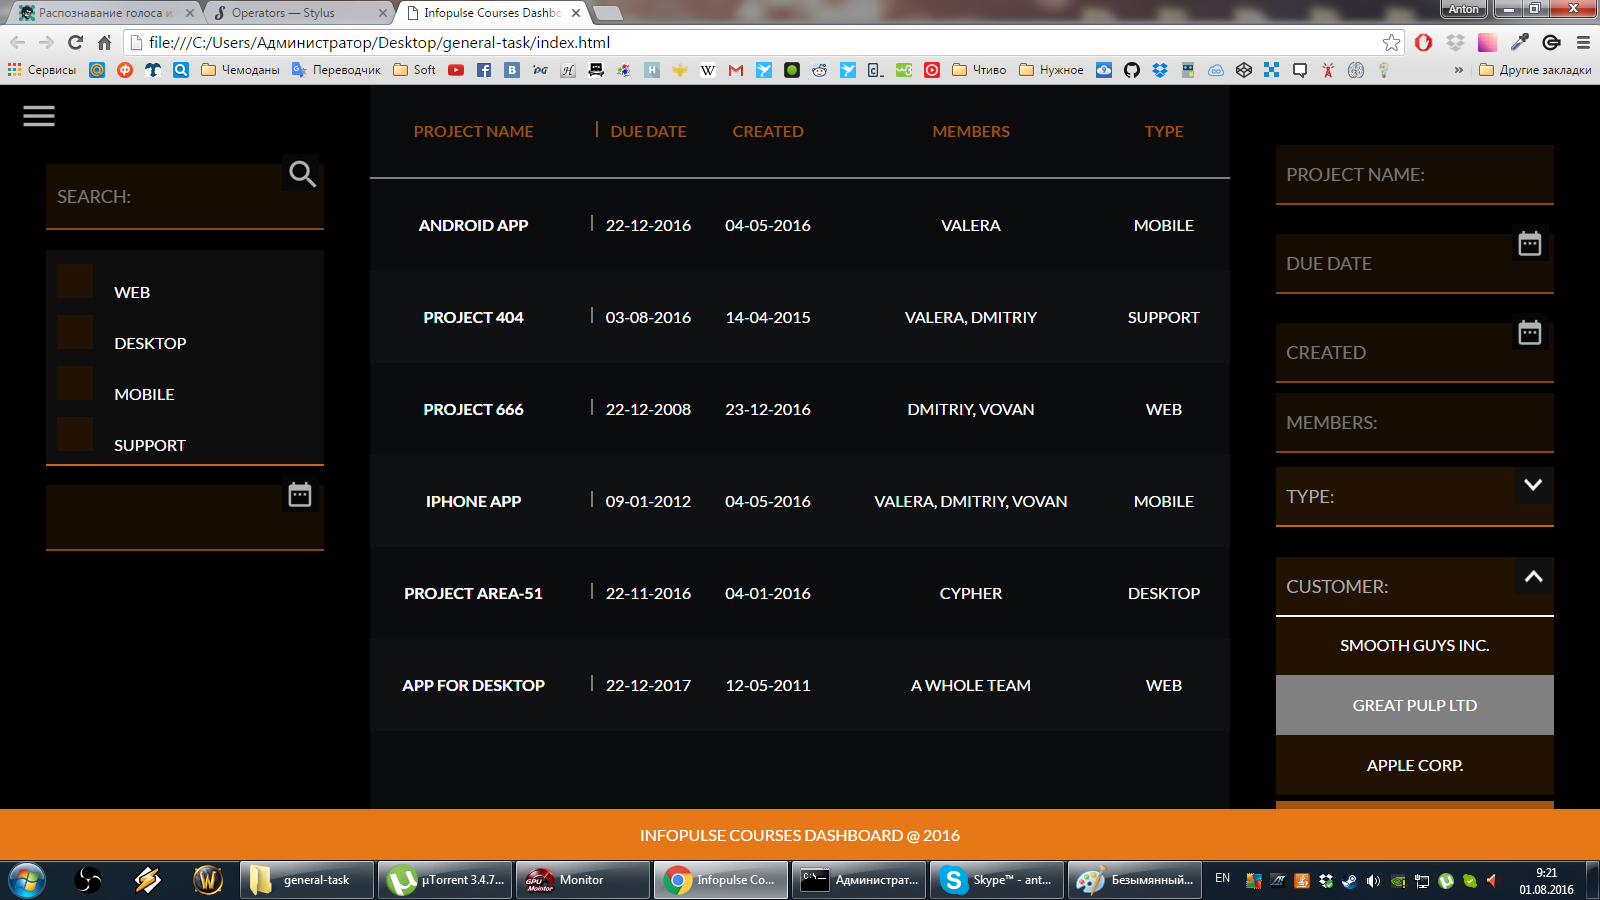 Распознавание голоса и
Operators — Stylus
Infopulse Courses Dashbo
Anton
file:///C:/Users/Администратор/Desktop/general-task/index.html
Сервисы
Чемоданы
Переводчик
Soft
Чтиво
Нужное
»
Другие закладки
PROJECT NAME | DUE DATE CREATED MEMBERS TYPE
ANDROID APP | 22-12-2016 04-05-2016 VALERA MOBILE
PROJECT 404 | 03-08-2016 14-04-2015 VALERA, DMITRIY SUPPORT
PROJECT 666 | 22-12-2008 23-12-2016 DMITRIY, VOVAN WEB
IPHONE APP | 09-01-2012 04-05-2016 VALERA, DMITRIY, VOVAN MOBILE
PROJECT AREA-51 | 22-11-2016 04-01-2016 CYPHER DESKTOP
APP FOR DESKTOP | 22-12-2017 12-05-2011 A WHOLE TEAM WEB
SEARCH:
WEB
DESKTOP
MOBILE
SUPPORT
PROJECT NAME:
DUE DATE
CREATED
MEMBERS:
TYPE:
CUSTOMER:
SMOOTH GUYS INC.
GREAT PULP LTD
APPLE CORP.
INFOPULSE COURSES DASHBOARD @ 2016
general-task
µTorrent 3.4.7...
Monitor
Infopulse Co...
Администрат...
Skype™ - ant...
Безымянный...
EN
9:21
01.08.2016